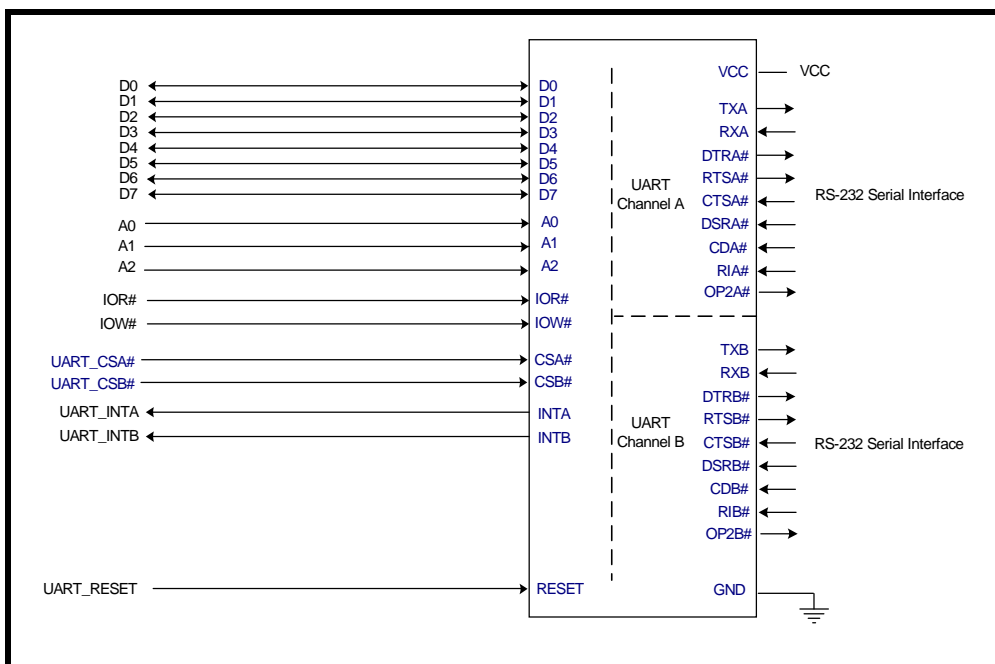 D0
D1
D2
D3
D4
D5
D6
D7
A0
A1
A2
IOR#
IOW#
UART_CSA#
UART_CSB#
UART_INTA
UART_INTB
UART_RESET
D0
D1
D2
D3
D4
D5
D6
D7
A0
A1
A2
IOR#
IOW#
CSA#
CSB#
INTA
INTB
RESET
UART
Channel A
UART
Channel B
VCC
TXA
RXA
DTRA#
RTSA#
CTSA#
DSRA#
CDA#
RIA#
OP2A#
TXB
RXB
DTRB#
RTSB#
CTSB#
DSRB#
CDB#
RIB#
OP2B#
GND
VCC
RS-232 Serial Interface
RS-232 Serial Interface